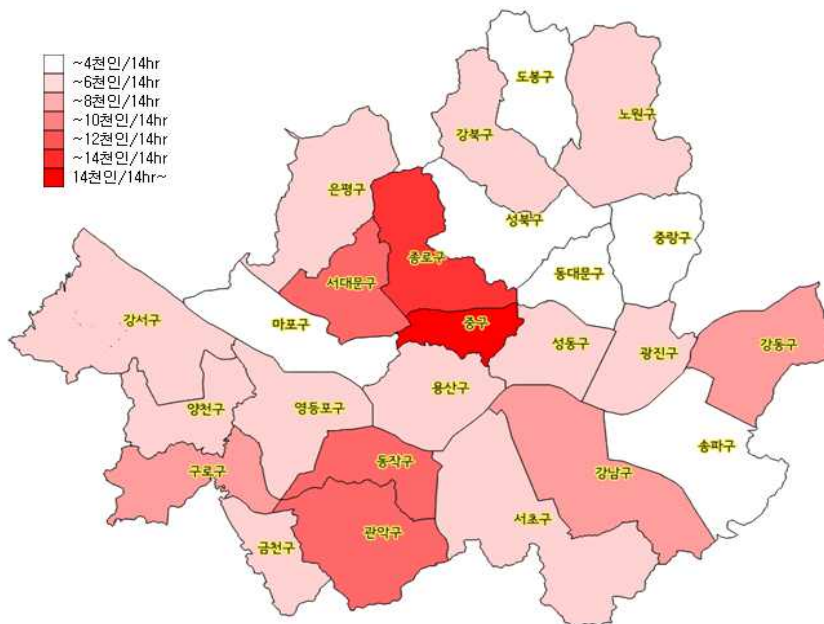 ~4천인/14hr
~6천인/14hr
~8천인/14hr
~10천인/14hr
~12천인/14hr
~14천인/14hr
14천인/14hr~
도봉구
노원구
강북구
은평구
성북구
중랑구
종로구
동대문구
서대문구
강서구
마포구
중구
성동구
광진구
강동구
용산구
양천구
영등포구
송파구
구로구
동작구
강남구
서초구
관악구
금천구